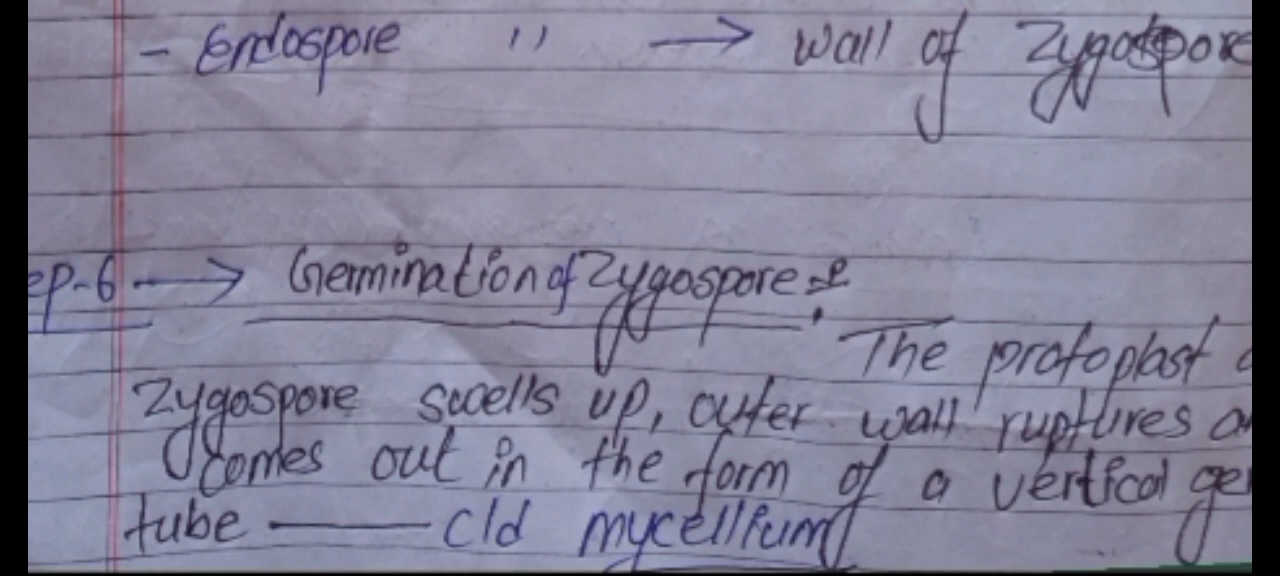 - Endospore " → wall of Zygospore
ep-6 → Germination of Zygospore :-
The protoplast
Zygospore swells up, outer wall ruptures
comes out in the form of a vertical ge
tube — cld mycellium